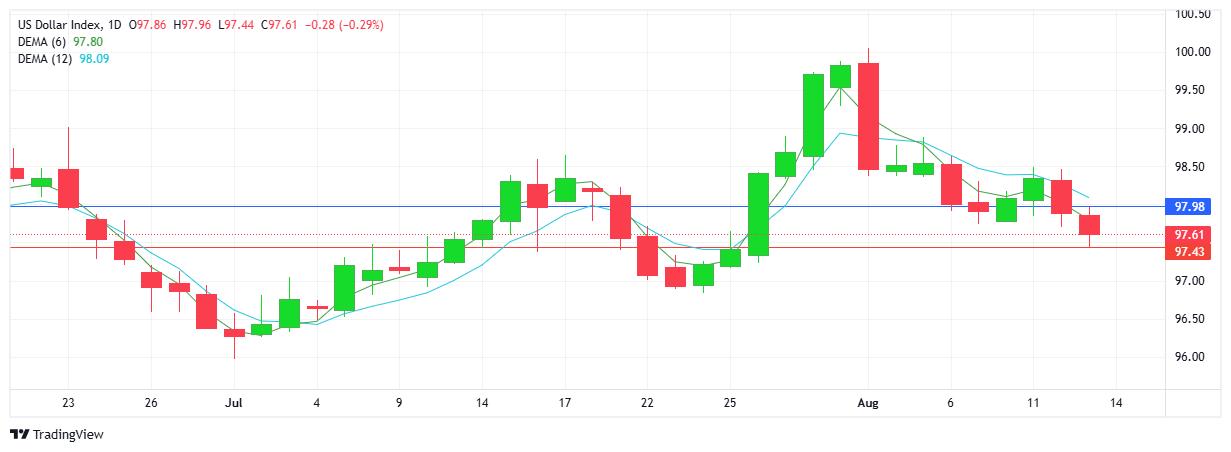 US Dollar Index, 1D O97.86 H97.96 L97.44 C97.61 −0.28 (−0.29%)
DEMA (6) 97.80
DEMA (12) 98.09
100.50
100.00
99.50
99.00
98.50
97.98
97.61
97.43
97.00
96.50
96.00
23 26 Jul 4 9 14 17 22 25 Aug 6 11 14
TradingView